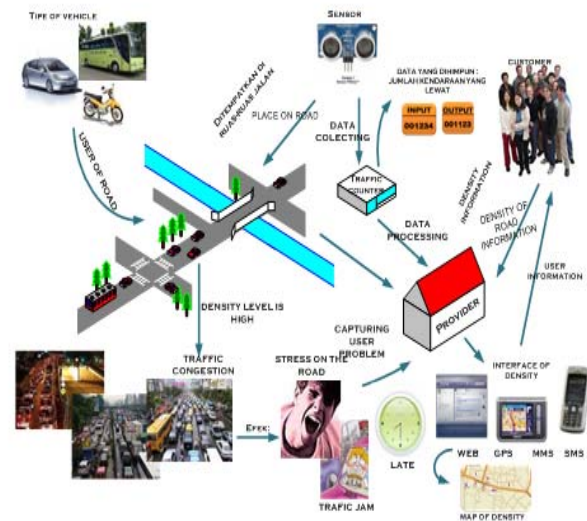 TIPE OF VEHICLE
SENSOR
CUSTOMER
DITEMPATKAN DI
RUAS-RUAS JALAN
PLACE ON ROAD
DATA
COLECTING
DATA YANG DIHIMPUN :
JUMLAH KENDARAAN YANG
LEWAT
INPUT
001234
OUTPUT
001123
USER OF ROAD
TRAFFIC
COUNTER
DENSITY
INFORMATION
DENSITY OF
ROAD
INFORMATION
DATA
PROCESSING
USER
INFORMATION
PROVIDER
DENSITY LEVEL IS
HIGH
CAPTURING
USER
PROBLEM
TRAFFIC
CONGESTION
STRESS ON THE
ROAD
INTERFACE OF
DENSITY
EFEK:
LATE
WEB
GPS
MMS
SMS
TRAFIC JAM
MAP OF DENSITY